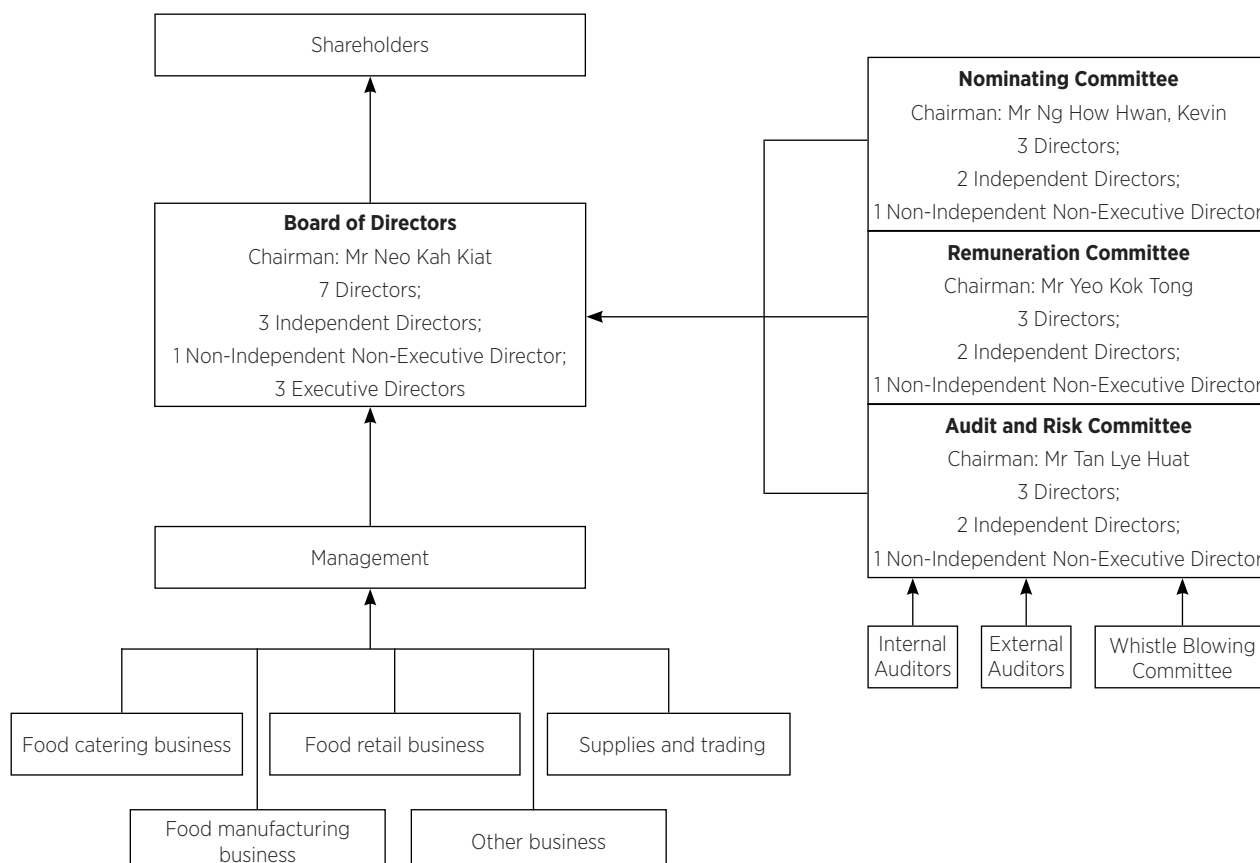 Shareholders
Board of Directors
Chairman: Mr Neo Kah Kiat
7 Directors;
3 Independent Directors;
1 Non-Independent Non-Executive Director;
3 Executive Directors
Management
Food catering business
Food retail business
Supplies and trading
Food manufacturing
business
Other business
Nominating Committee
Chairman: Mr Ng How Hwan, Kevin
3 Directors;
2 Independent Directors;
1 Non-Independent Non-Executive Director
Remuneration Committee
Chairman: Mr Yeo Kok Tong
3 Directors;
2 Independent Directors;
1 Non-Independent Non-Executive Director
Audit and Risk Committee
Chairman: Mr Tan Lye Huat
3 Directors;
2 Independent Directors;
1 Non-Independent Non-Executive Director
Internal
Auditors
External
Auditors
Whistle Blowing
Committee